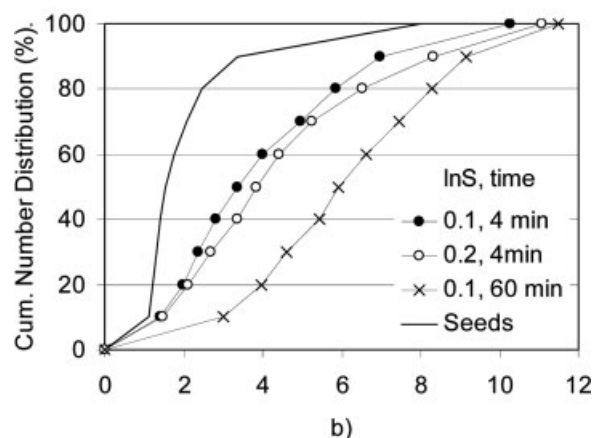 Cum. Number Distribution (%).
100
80
60
40
20
0
lnS, time
0.1, 4 min
0.2, 4min
0.1, 60 min
Seeds
0 2 4 6 8 10 12
b)